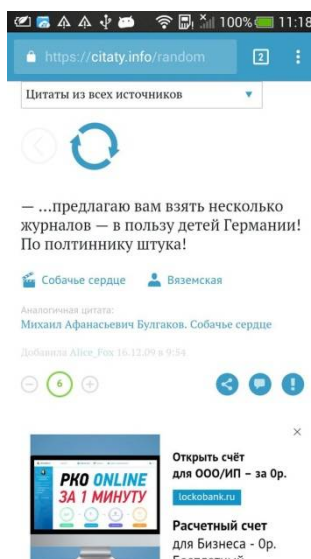 100% 11:18
https://citaty.info/random 2
Цитаты из всех источников
— ...предлагаю вам взять несколько
журналов — в пользу детей Германии!
По полтиннику штука!
Собачье сердце Вяземская
Аналогичная цитата:
Михаил Афанасьевич Булгаков. Собачье сердце
Добавила Alice_Fox 16.12.09 в 9:54
6
РКО ONLINE
ЗА 1 МИНУТУ
Открыть счёт
для ООО/ИП – за 0р.
lockobank.ru
Расчетный счет
для Бизнеса - 0р.